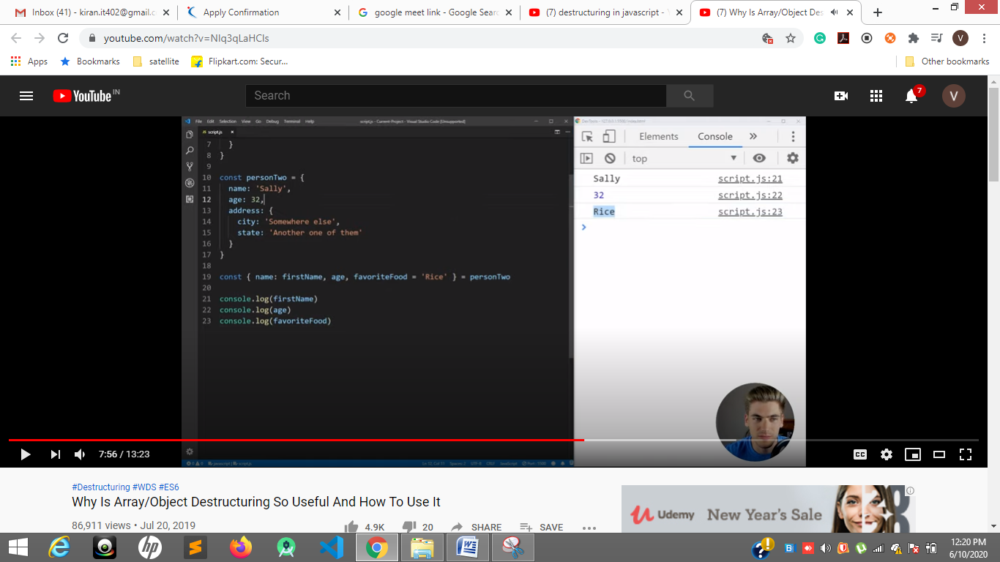 Inbox (41) - kiran.it402@gmail.c
Apply Confirmation
google meet link - Google Searc
(7) destructuring in javascript - Y
(7) Why Is Array/Object Des
youtube.com/watch?v=NIq3qLaHCIs
V
Apps
Bookmarks
satellite
Flipkart.com: Secur...
Other bookmarks
YouTube IN
Search
7
V
File Edit Selection View Go Debug Terminal Help
script.js - Current-Project - Visual Studio Code [Unsupported]
script.js
7 }
8 }
9
10 const personTwo = {
11 name: 'Sally',
12 age: 32,
13 address: {
14 city: 'Somewhere else',
15 state: 'Another one of them'
16 }
17 }
18
19 const { name: firstName, age, favoriteFood = 'Rice' } = personTwo
20
21 console.log(firstName)
22 console.log(age)
23 console.log(favoriteFood)
Elements
Console
top
Sally script.js:21
32 script.js:22
Rice script.js:23
7:56 / 13:23
CC
#Destructuring #WDS #ES6
Why Is Array/Object Destructuring So Useful And How To Use It
86,911 views • Jul 20, 2019
4.9K
20
SHARE
SAVE
Udemy
New Year's Sale
hp
12:20 PM
6/10/2020